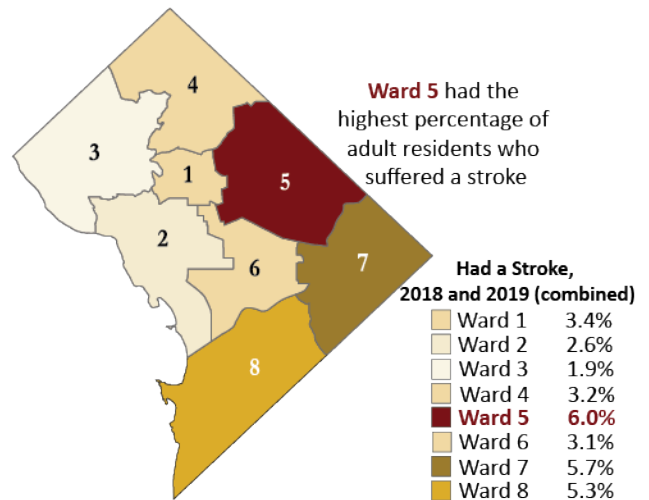 4
Ward 5 had the
highest percentage of
adult residents who
suffered a stroke
3
1
5
2
6
7
8
Had a Stroke,
2018 and 2019 (combined)
Ward 1 3.4%
Ward 2 2.6%
Ward 3 1.9%
Ward 4 3.2%
Ward 5 6.0%
Ward 6 3.1%
Ward 7 5.7%
Ward 8 5.3%